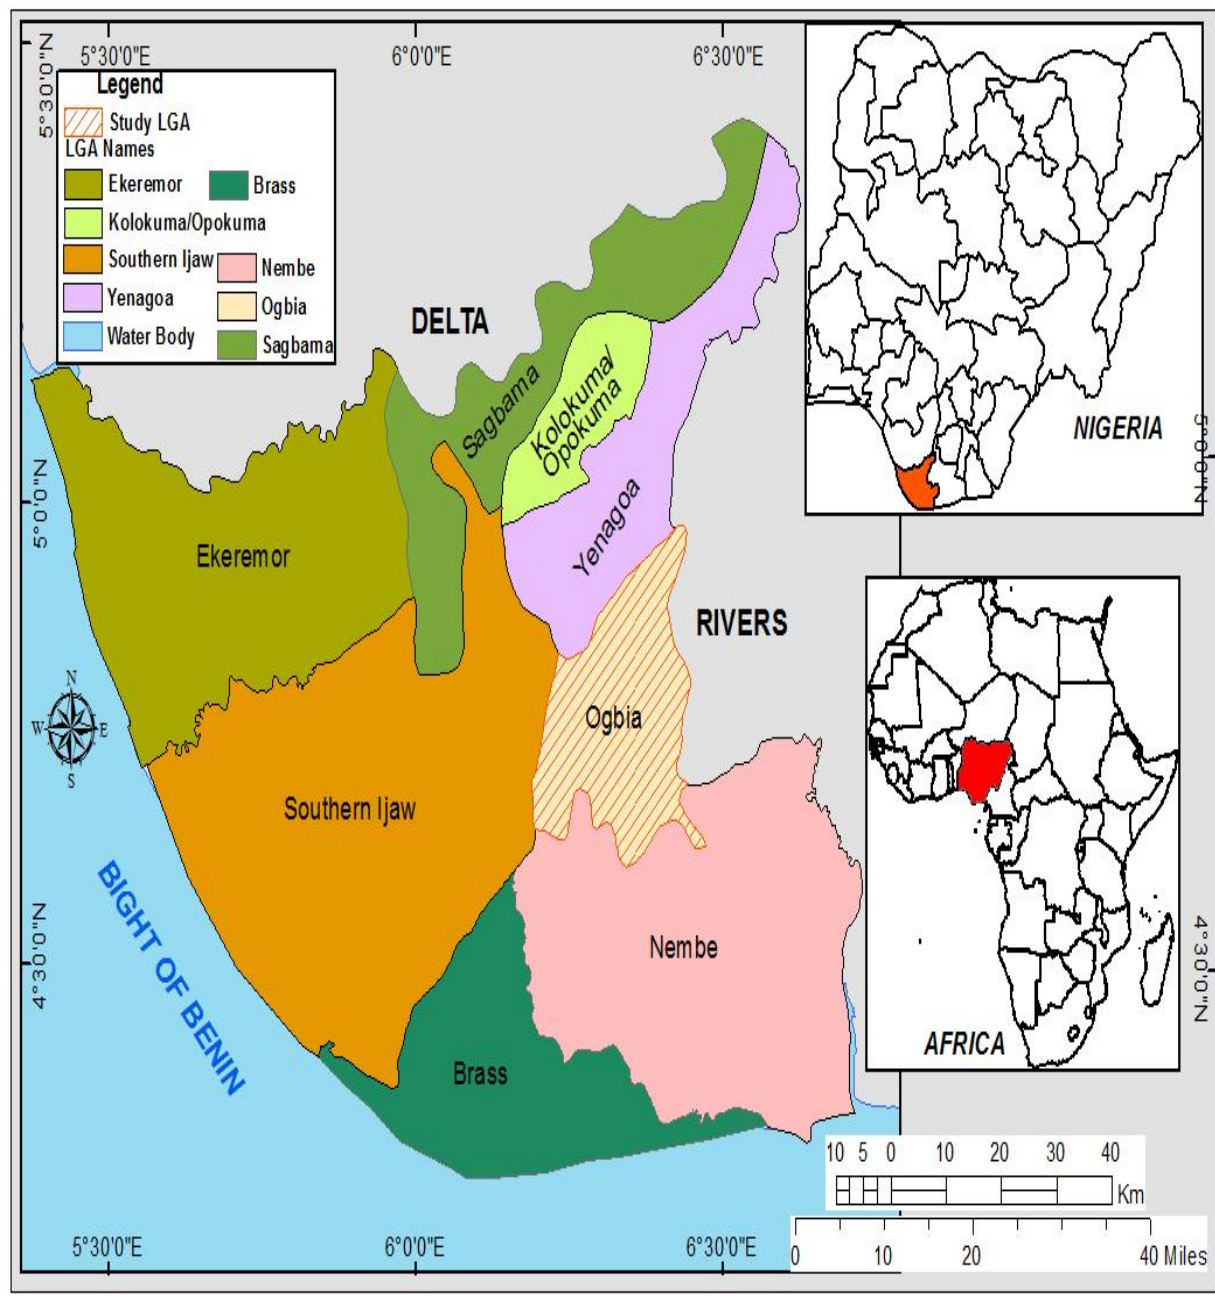 5°30'0"E 6°0'0"E 6°30'0"E
5°30'0"N
Legend
Study LGA
LGA Names
Ekeremor
Brass
Kolokuma/Opokuma
Southern Ijaw
Nembe
Yenagoa
Ogbia
Water Body
Sagbama
DELTA
Sagbama
Kolokuma/
Opokuma
Yenagoa
NIGERIA
5°0'0"N
5°0'0"N
Ekeremor
RIVERS
N
W E
S
Ogbia
Southern Ijaw
BIGHT OF BENIN
Nembe
4°30'0"N
4°30'0"N
Brass
AFRICA
10 5 0 10 20 30 40
Km
0 10 20 40 Miles
5°30'0"E 6°0'0"E 6°30'0"E